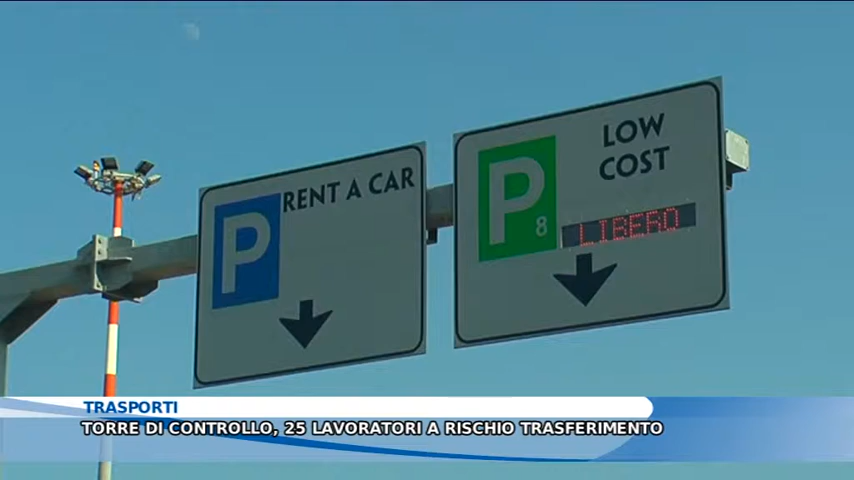 P
RENT A CAR
P
8
LOW
COST
LIBERO
TRASPORTI
TORRE DI CONTROLLO, 25 LAVORATORI A RISCHIO TRASFERIMENTO